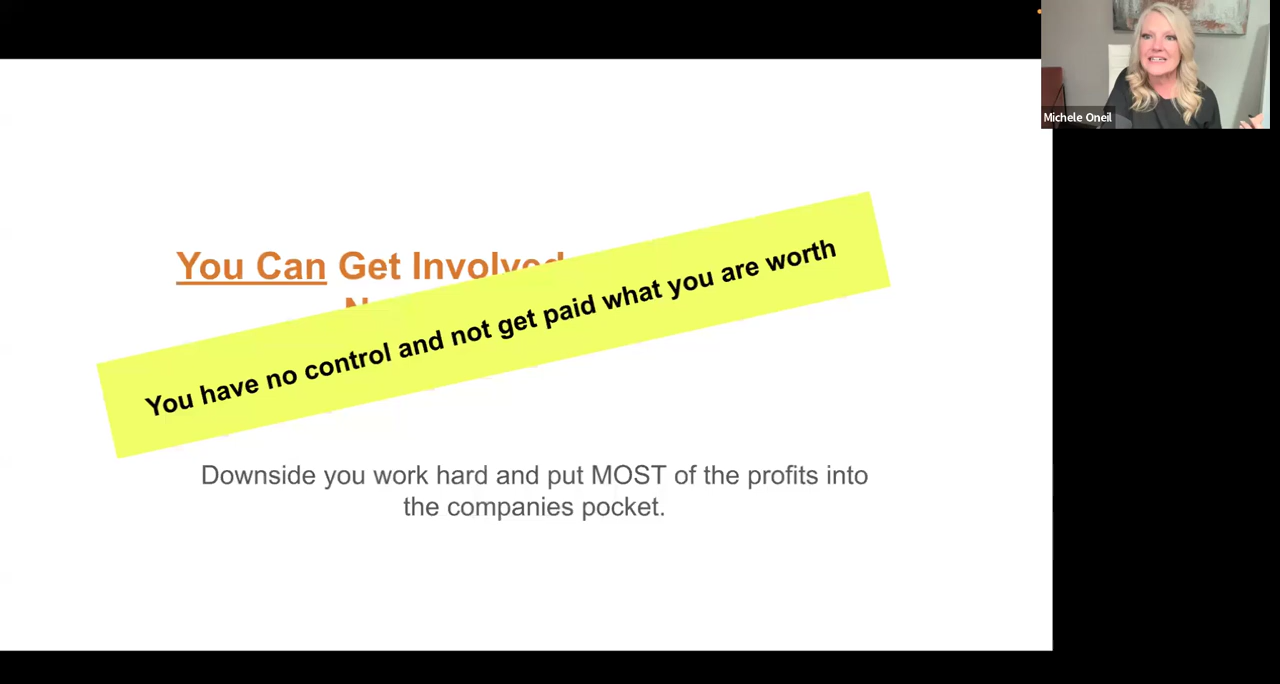 Michele Oneil
You Can Get Involved
You have no control and not get paid what you are worth
Downside you work hard and put MOST of the profits into
the companies pocket.